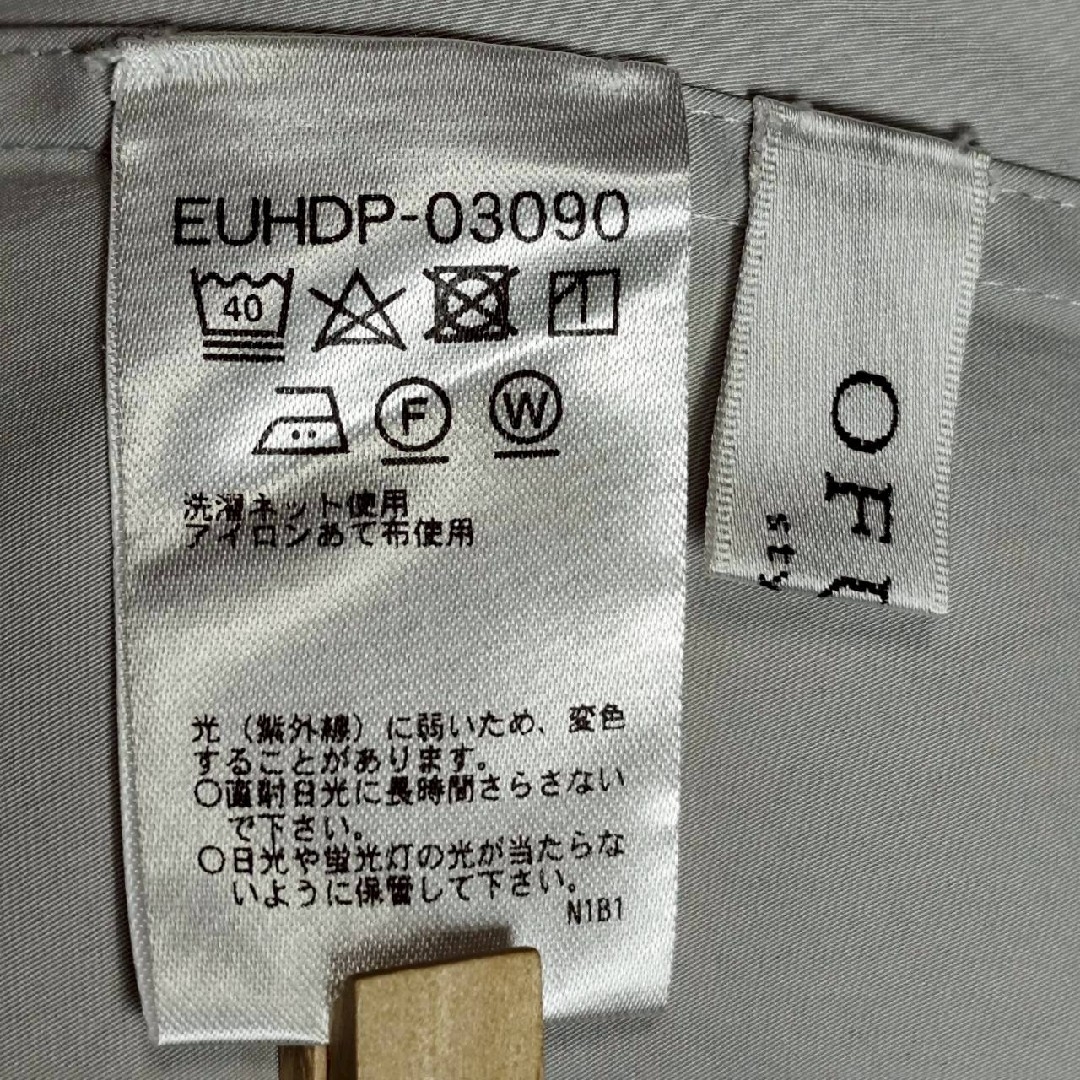 EUHDP-03090
40
F W
洗濯ネット使用
アイロンあて布使用
光（紫外線）に弱いため、変色
することがあります。
〇直射日光に長時間さらさない
で下さい。
〇日光や蛍光灯の光が当たらな
いように保管して下さい。
N1B1
OF
sty